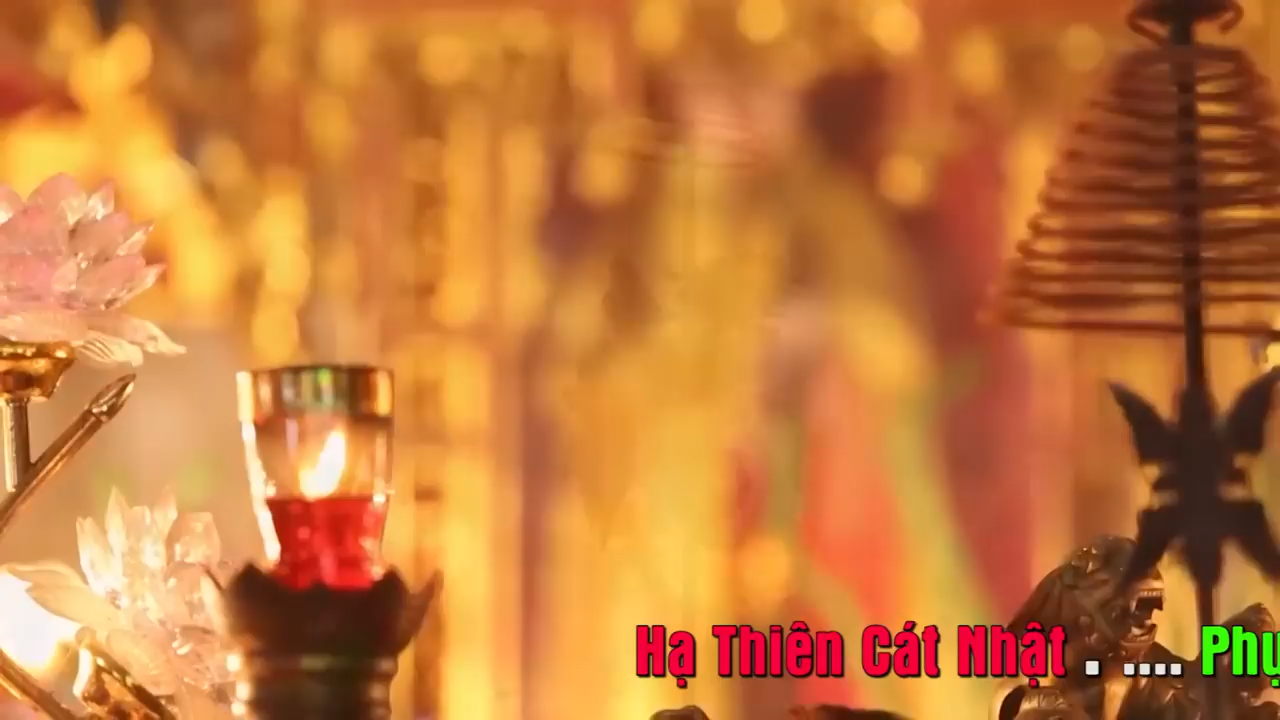 Hạ Thiên Cát Nhật . .... Phụ